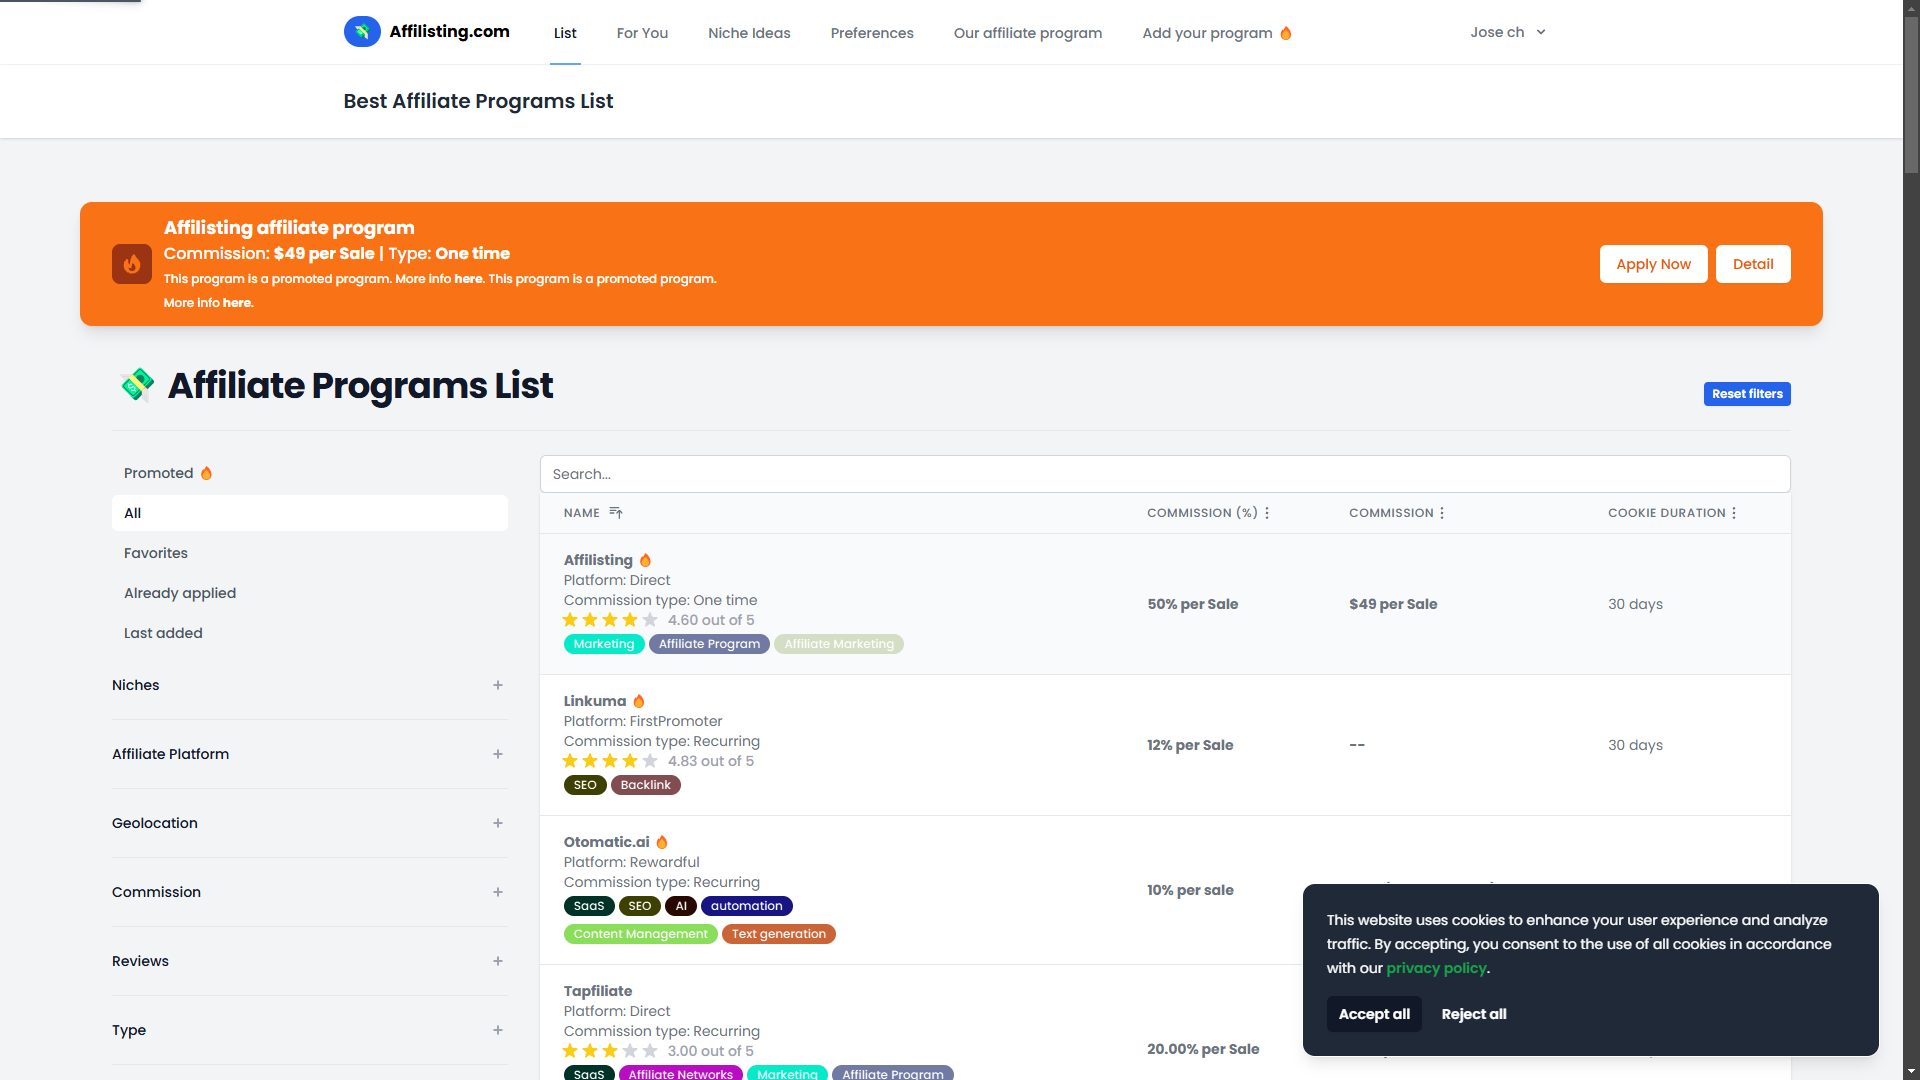 Affilisting.com
List
For You
Niche Ideas
Preferences
Our affiliate program
Add your program
Jose ch
Best Affiliate Programs List
Affilisting affiliate program
Commission: $49 per Sale | Type: One time
This program is a promoted program. More info here. This program is a promoted program.
More info here.
Apply Now
Detail
Affiliate Programs List
Reset filters
Promoted
All
Favorites
Already applied
Last added
Niches
Affiliate Platform
Geolocation
Commission
Reviews
Type
Search...
NAME
COMMISSION (%)
COMMISSION
COOKIE DURATION
Affilisting
Platform: Direct
Commission type: One time
4.60 out of 5
Marketing
Affiliate Program
Affiliate Marketing
50% per Sale
$49 per Sale
30 days
Linkuma
Platform: FirstPromoter
Commission type: Recurring
4.83 out of 5
SEO
Backlink
12% per Sale
--
30 days
Otomatic.ai
Platform: Rewardful
Commission type: Recurring
SaaS
SEO
AI
automation
Content Management
Text generation
10% per sale
Tapfiliate
Platform: Direct
Commission type: Recurring
3.00 out of 5
SaaS
Affiliate Networks
Marketing
Affiliate Program
20.00% per Sale
This website uses cookies to enhance your user experience and analyze
traffic. By accepting, you consent to the use of all cookies in accordance
with our privacy policy.
Accept all
Reject all